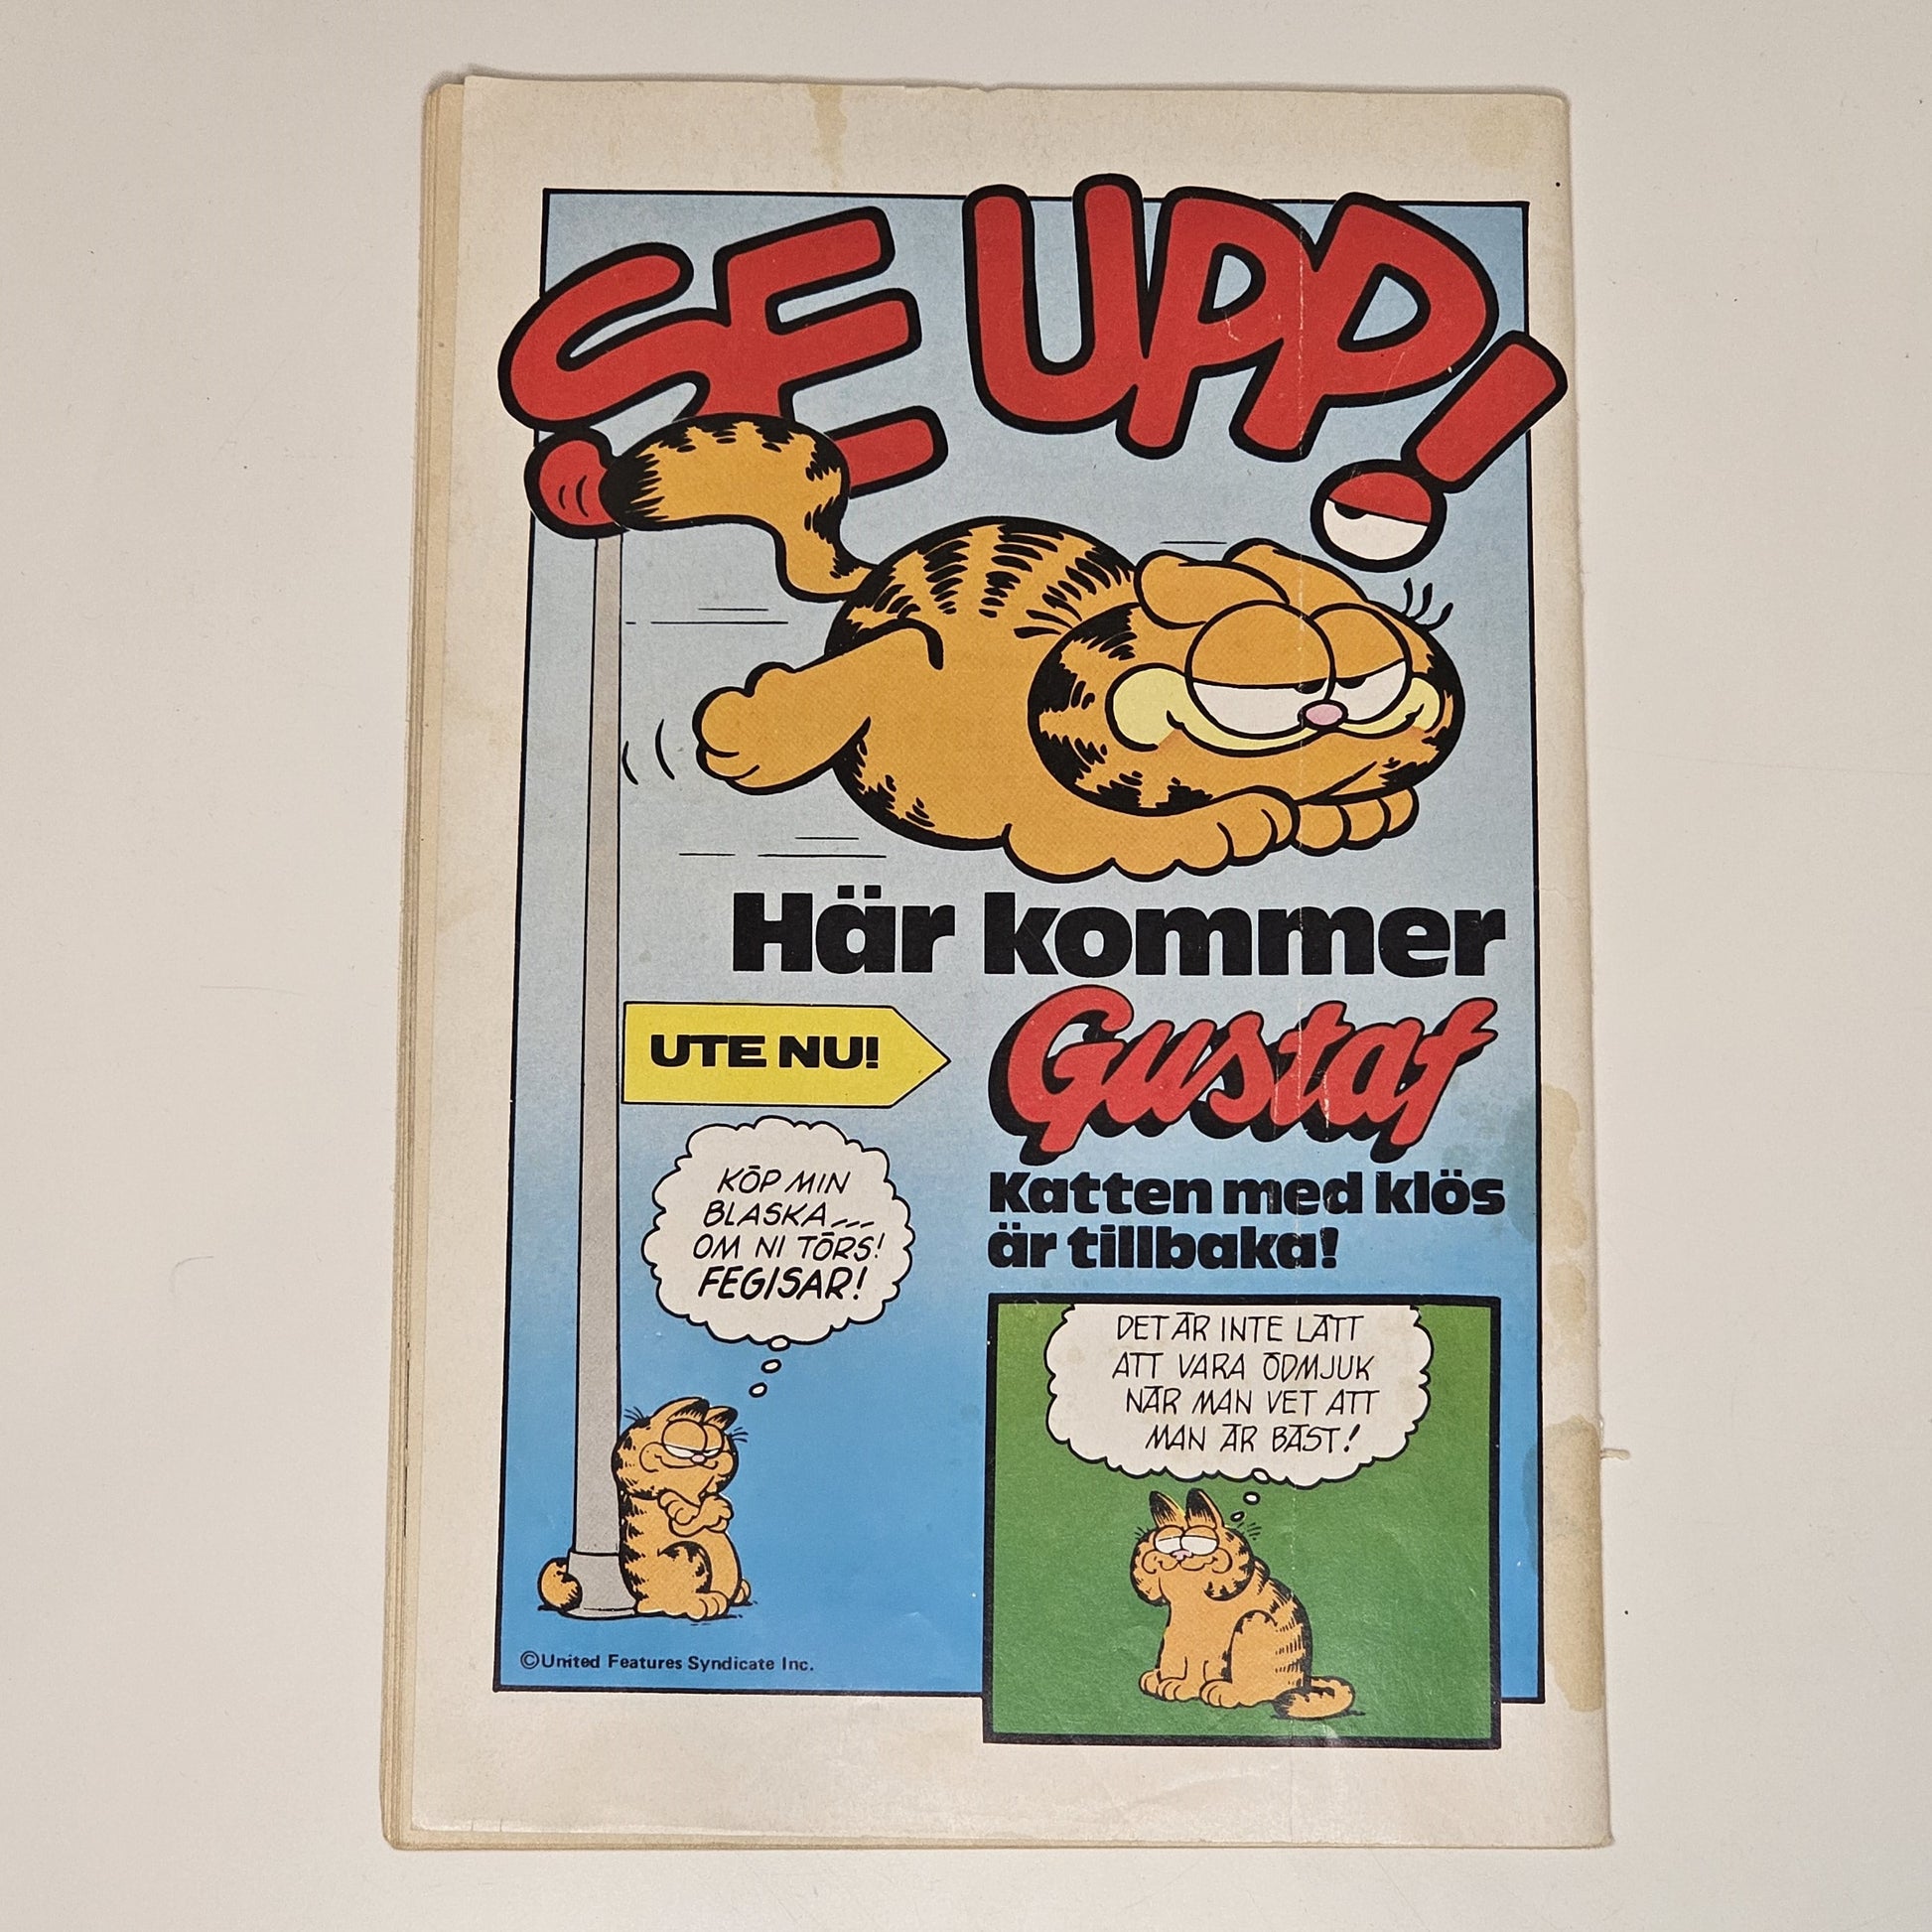 SE UPP!
Här kommer
UTE NU!
Gustaf
Katten med klös
är tillbaka!
KÖP MIN
BLASKA...
OM NI TÖRS!
FEGISAR!
DET ÄR INTE LÄTT
ATT VARA ÖDMJUK
NÄR MAN VET ATT
MAN ÄR BÄST!
©United Features Syndicate Inc.